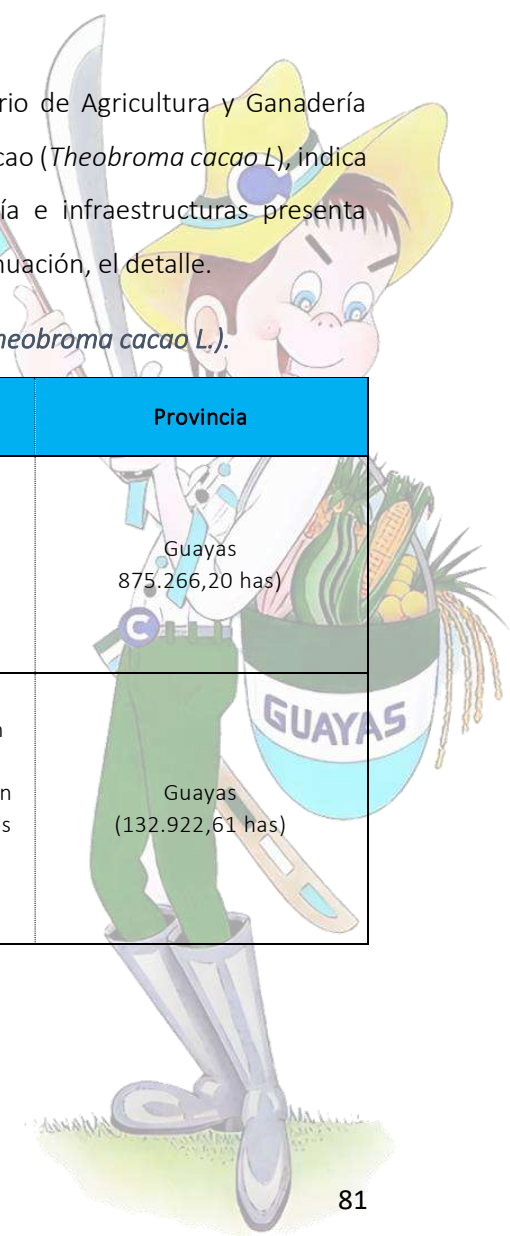 rio de Agricultura y Ganadería
cao (Theobroma cacao L), indica
ía e infraestructuras presenta
nuación, el detalle.
heobroma cacao L.).
Provincia
Guayas
875.266,20 has)
n
n
s
Guayas
(132.922,61 has)
C
C
GUAYAS
81